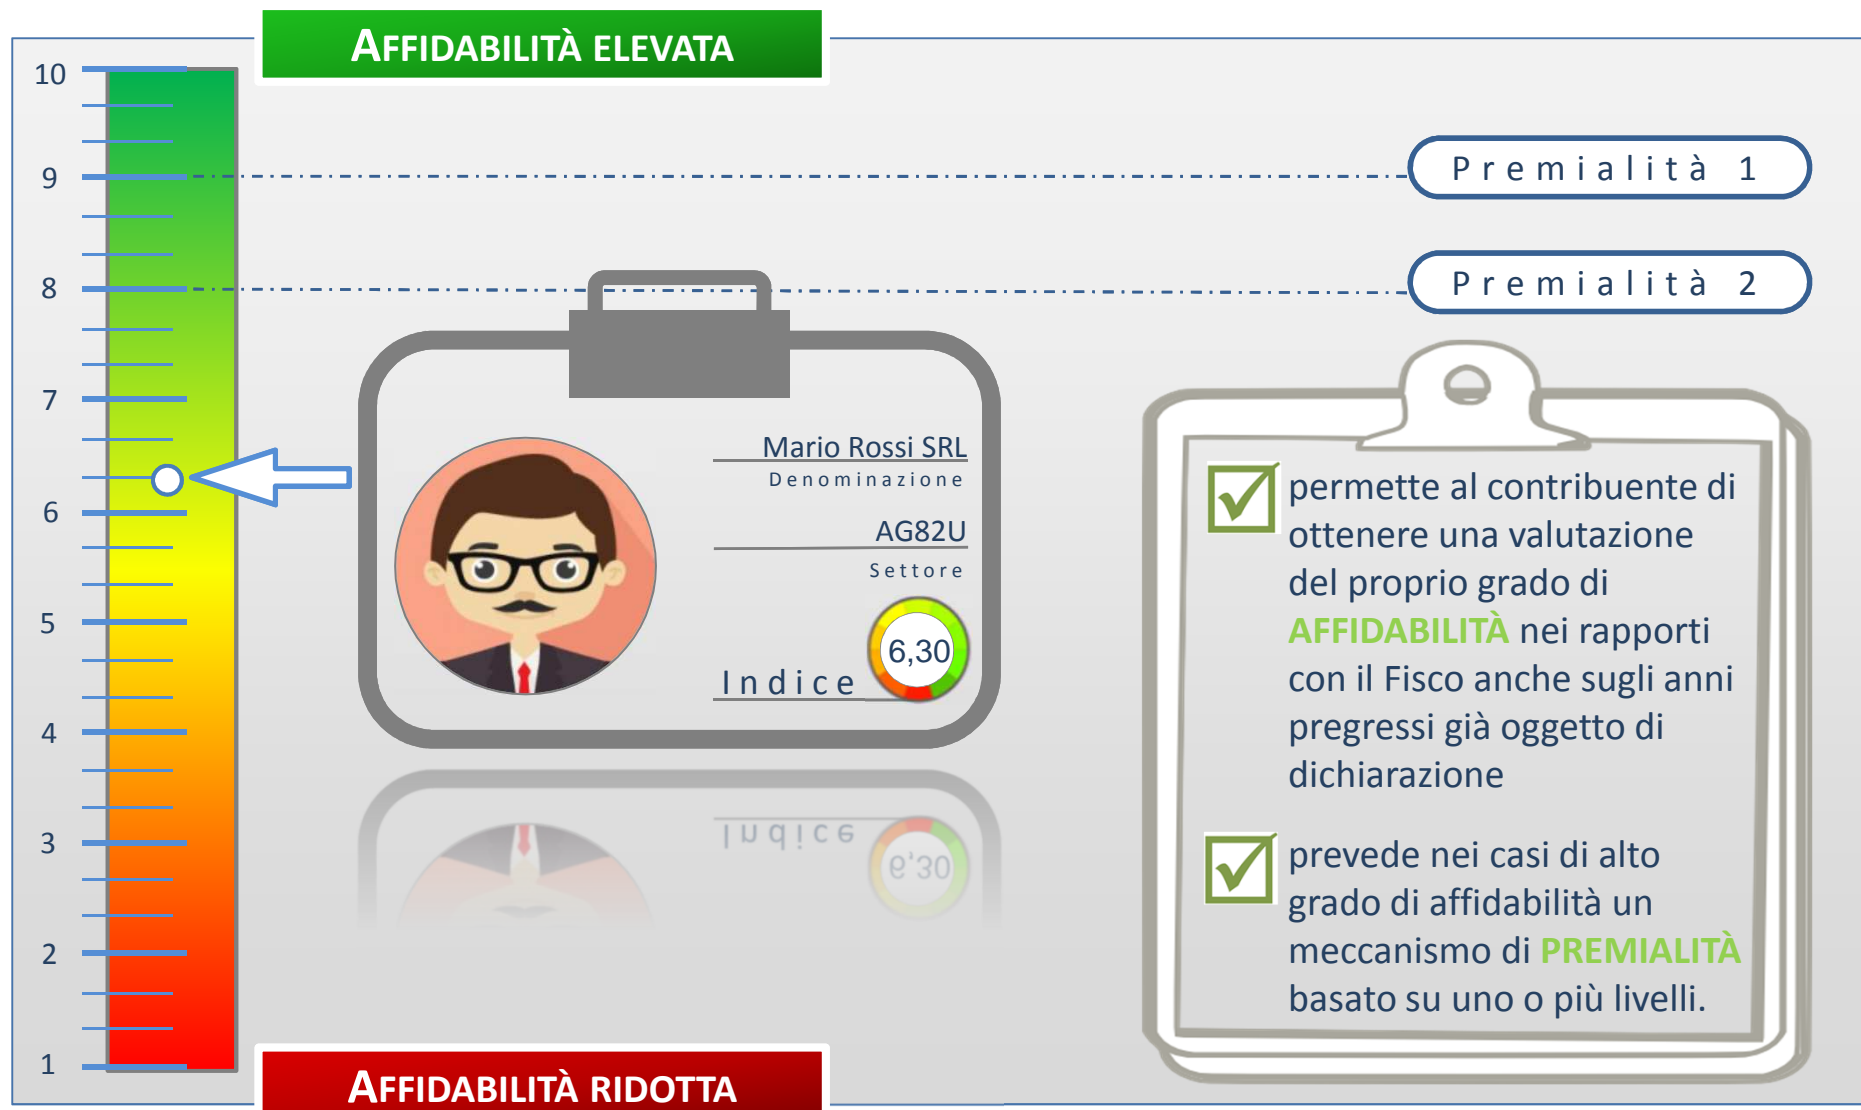 AFFIDABILITÀ ELEVATA
10
9
8
7
6
5
4
3
2
1
Premialità 1
Premialità 2
Mario Rossi SRL
Denominazione
AG82U
Settore
6,30
Indice
Indice
6,30
permette al contribuente di
ottenere una valutazione
del proprio grado di
AFFIDABILITÀ nei rapporti
con il Fisco anche sugli anni
pregressi già oggetto di
dichiarazione
prevede nei casi di alto
grado di affidabilità un
meccanismo di PREMIALITÀ
basato su uno o più livelli.
AFFIDABILITÀ RIDOTTA